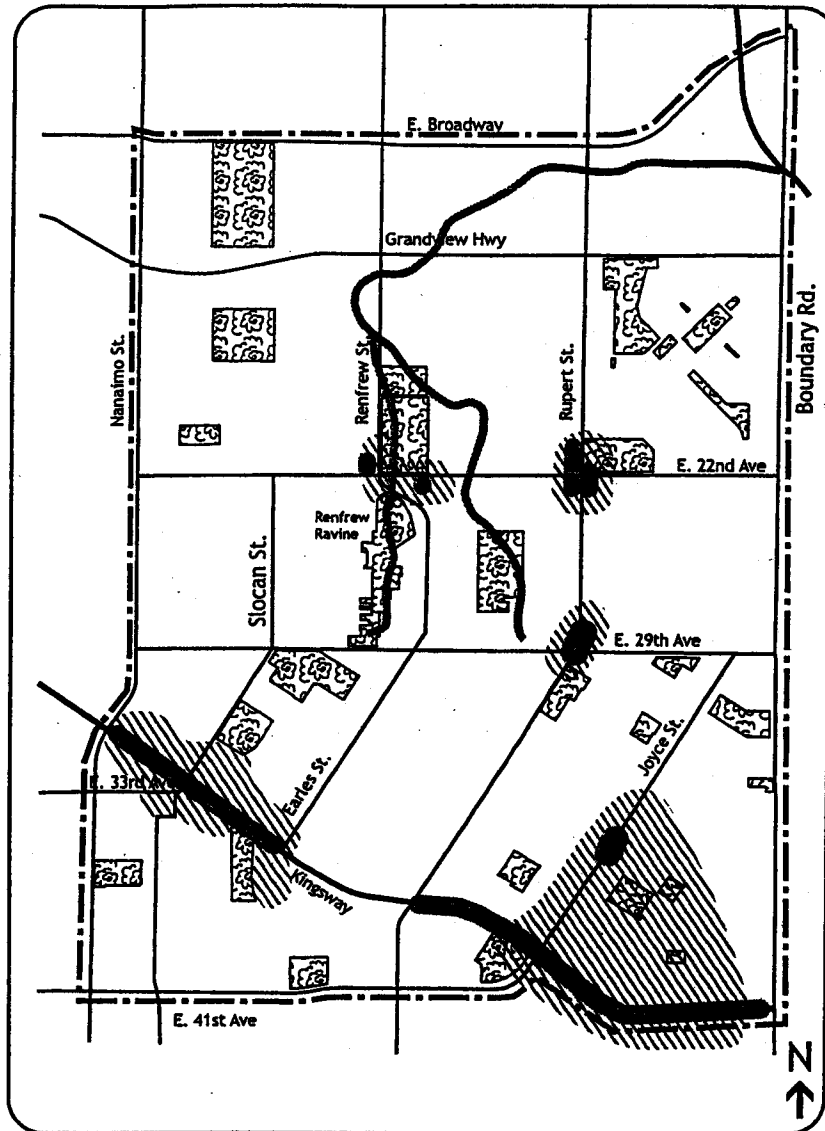 E. Broadway
Grandview Hwy
Nanaimo St.
Renfrew St.
Rupert St.
Boundary Rd.
E. 22nd Ave
Renfrew
Ravine
Slocan St.
E. 29th Ave
Joyce St.
E. 33rd Ave
Earles St.
Kingsway
E. 41st Ave
N